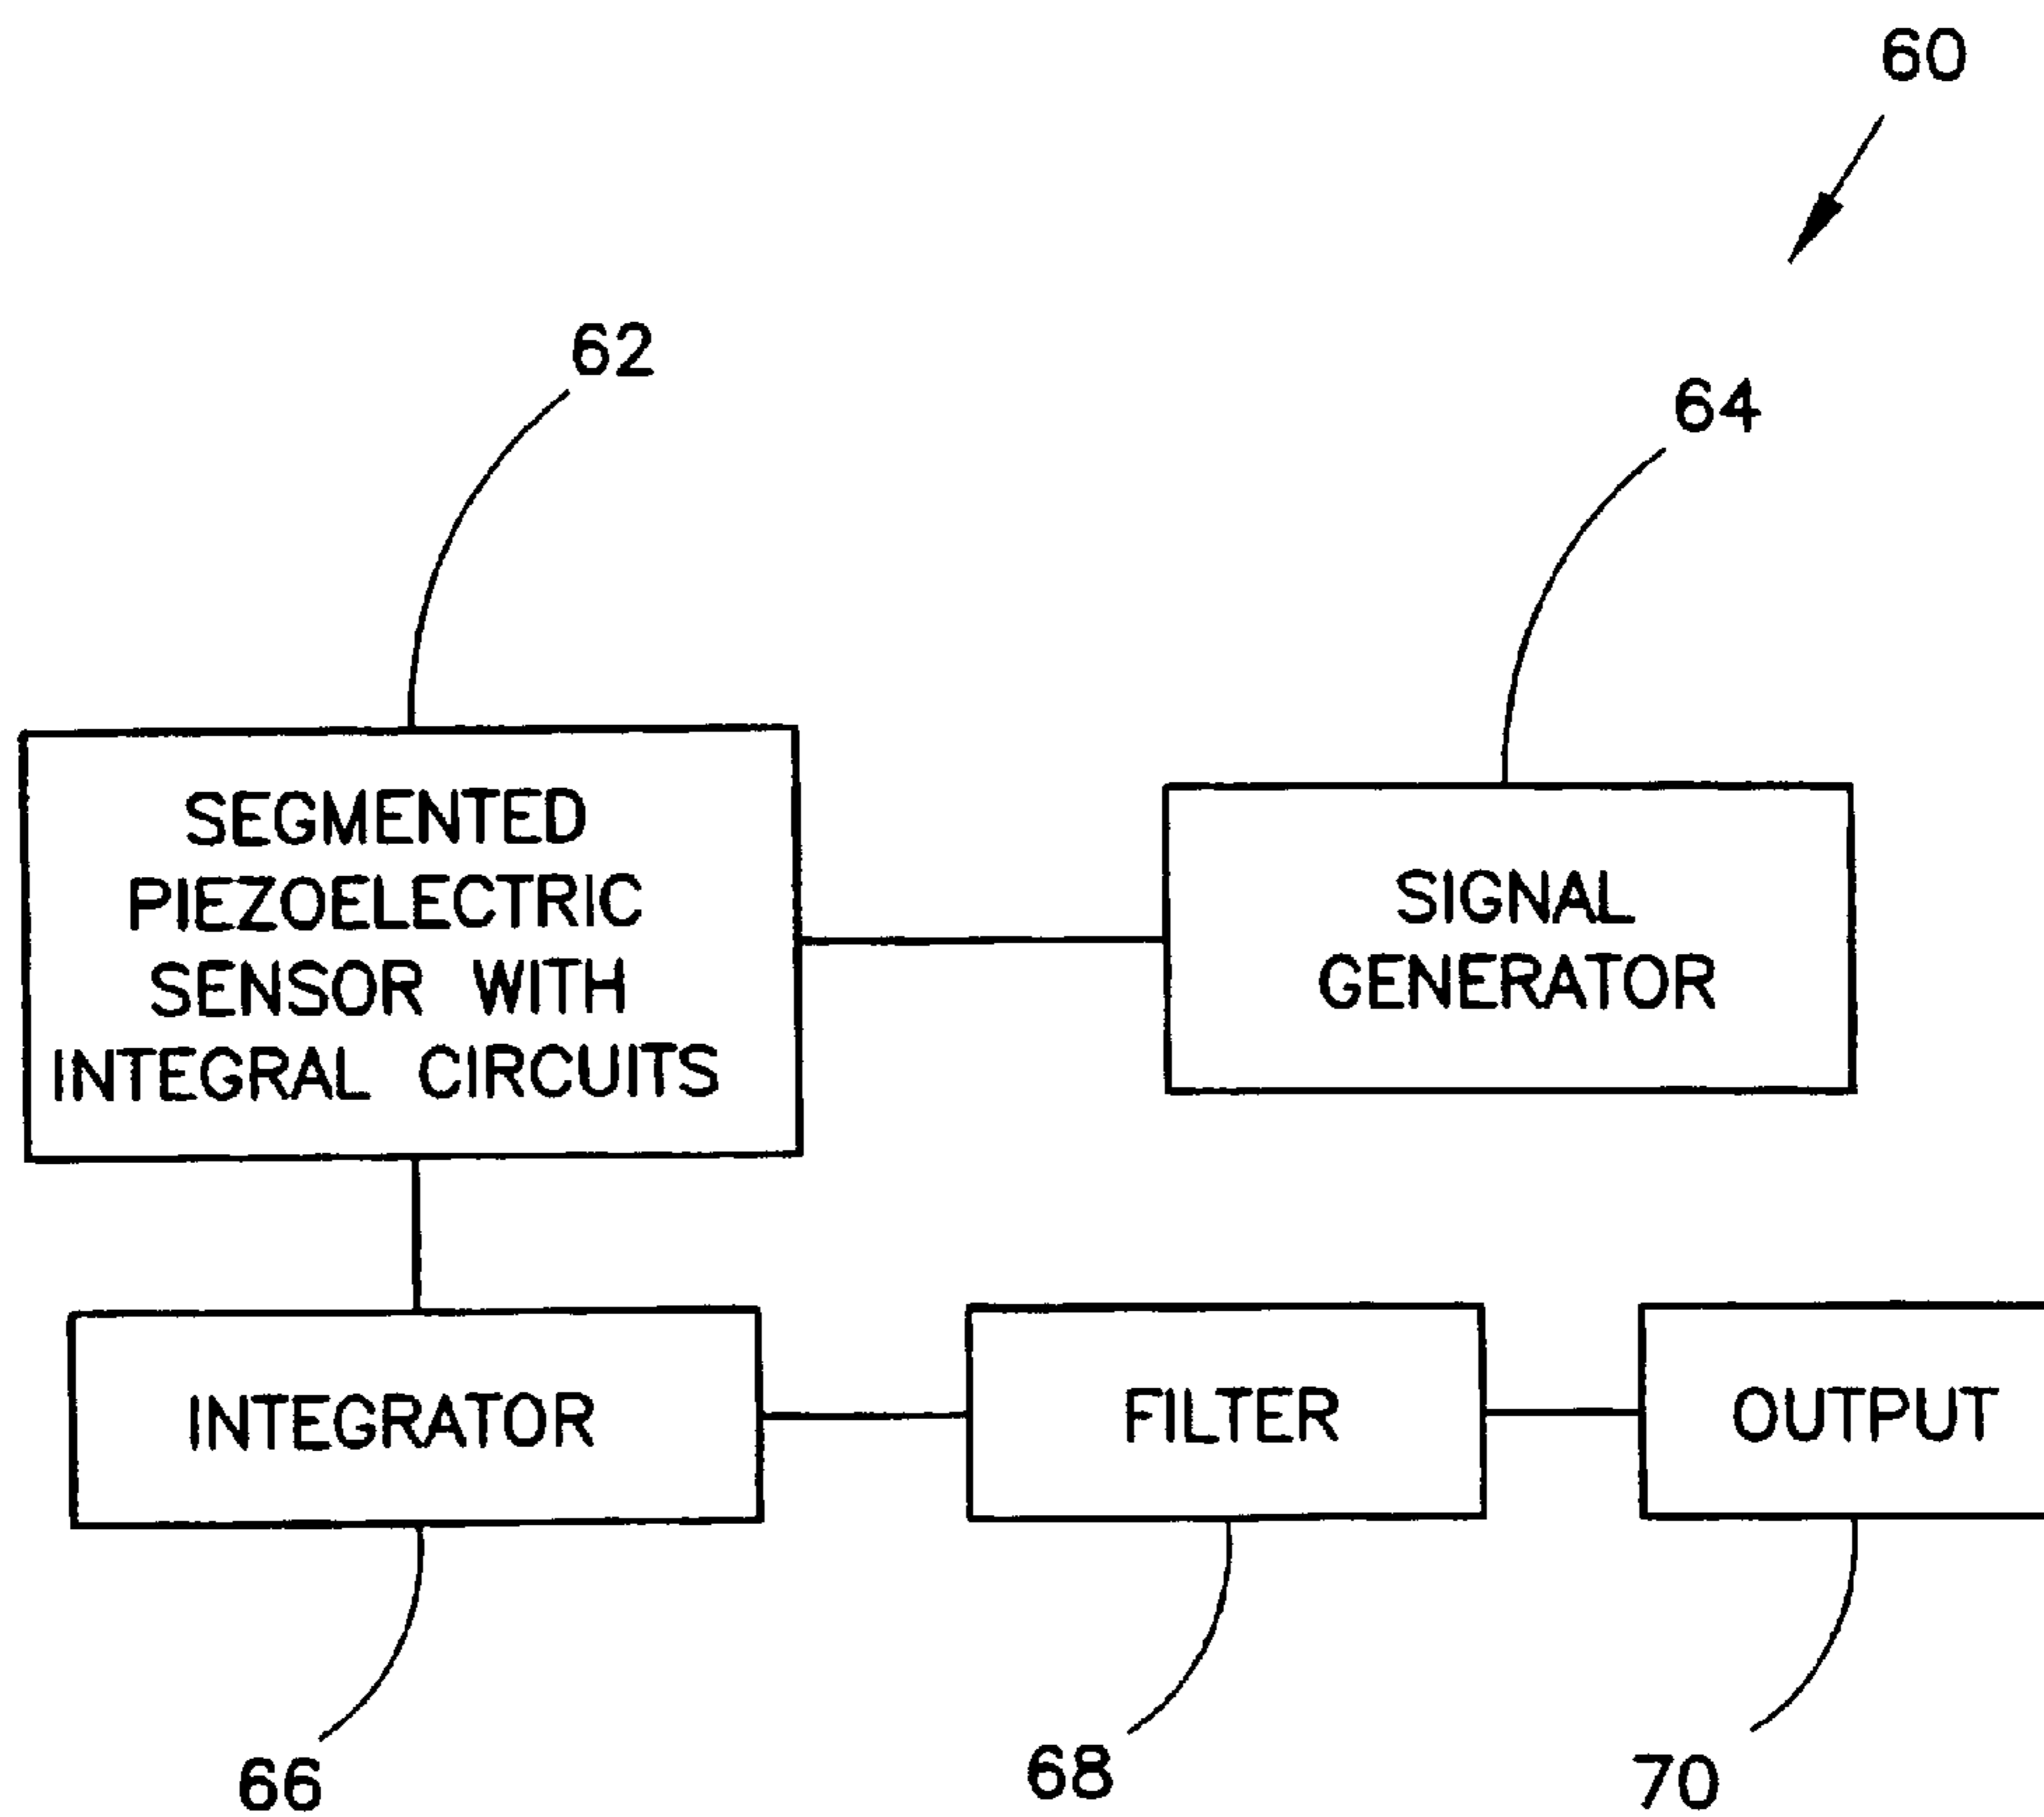 60
62
64
SEGMENTED
PIEZOELECTRIC
SENSOR WITH
INTEGRAL CIRCUITS
SIGNAL
GENERATOR
INTEGRATOR
FILTER
OUTPUT
66
68
70